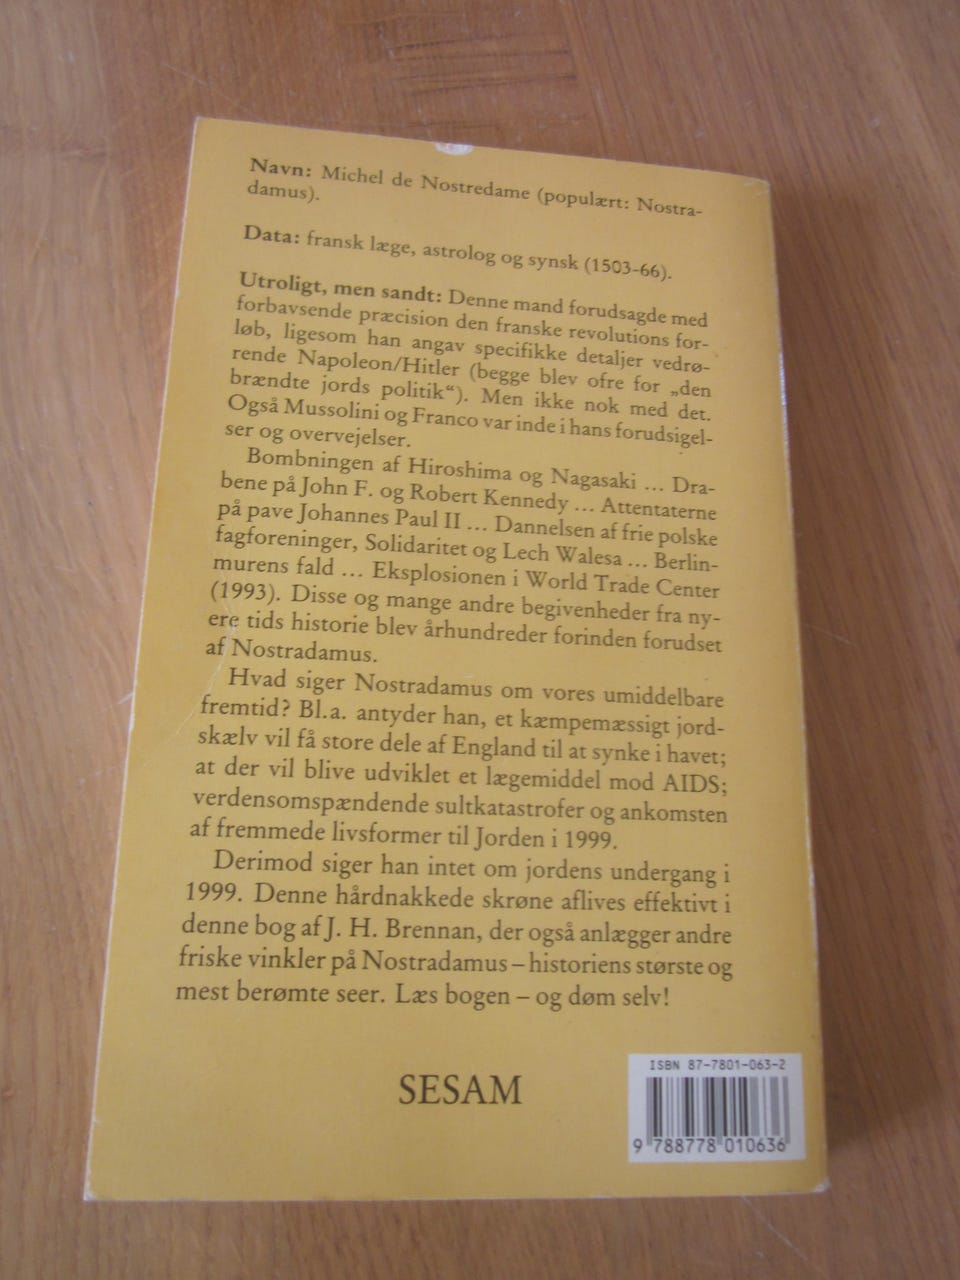 Navn: Michel de Nostredame (populært: Nostra-
damus).
Data: fransk læge, astrolog og synsk (1503-66).
Utroligt, men sandt: Denne mand forudsagde med
forbavsende præcision den franske revolutions for-
løb, ligesom han angav specifikke detaljer vedrø-
rende Napoleon/Hitler (begge blev ofre for „den
brændte jords politik“). Men ikke nok med det.
Også Mussolini og Franco var inde i hans forudsigel-
ser og overvejelser.
Bombningen af Hiroshima og Nagasaki ... Dra-
bene på John F. og Robert Kennedy ... Attentaterne
på pave Johannes Paul II ... Dannelsen af frie polske
fagforeninger, Solidaritet og Lech Walesa ... Berlin-
murens fald ... Eksplosionen i World Trade Center
(1993). Disse og mange andre begivenheder fra ny-
ere tids historie blev århundreder forinden forudset
af Nostradamus.
Hvad siger Nostradamus om vores umiddelbare
fremtid? Bl.a. antyder han, et kæmpemæssigt jord-
skælv vil få store dele af England til at synke i havet;
at der vil blive udviklet et lægemiddel mod AIDS;
verdensomspændende sultkatastrofer og ankomsten
af fremmede livsformer til Jorden i 1999.
Derimod siger han intet om jordens undergang i
1999. Denne hårdnakkede skrøne aflives effektivt i
denne bog af J. H. Brennan, der også anlægger andre
friske vinkler på Nostradamus – historiens største og
mest berømte seer. Læs bogen – og døm selv!
SESAM
ISBN 87-7801-063-2
9 788778 010636